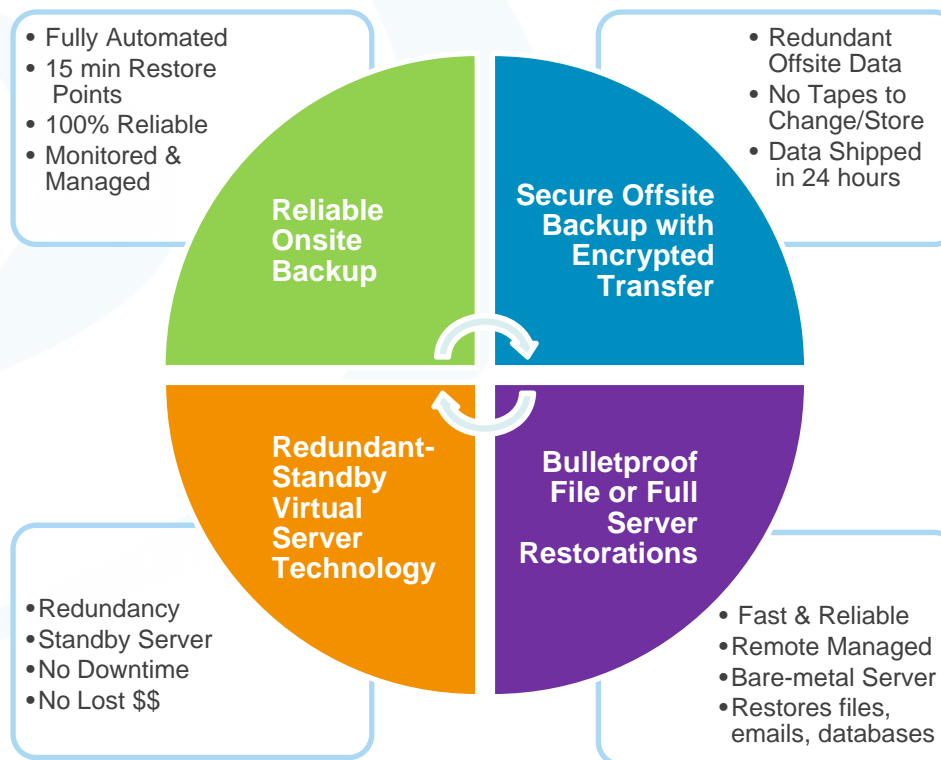 • Fully Automated
• 15 min Restore
Points
• 100% Reliable
• Monitored &
Managed
• Redundant
Offsite Data
• No Tapes to
Change/Store
• Data Shipped
in 24 hours
Reliable
Onsite
Backup
Secure Offsite
Backup with
Encrypted
Transfer
Redundant-
Standby
Virtual
Server
Technology
Bulletproof
File or Full
Server
Restorations
•Redundancy
•Standby Server
•No Downtime
•No Lost $$
• Fast & Reliable
•Remote Managed
•Bare-metal Server
•Restores files,
emails, databases